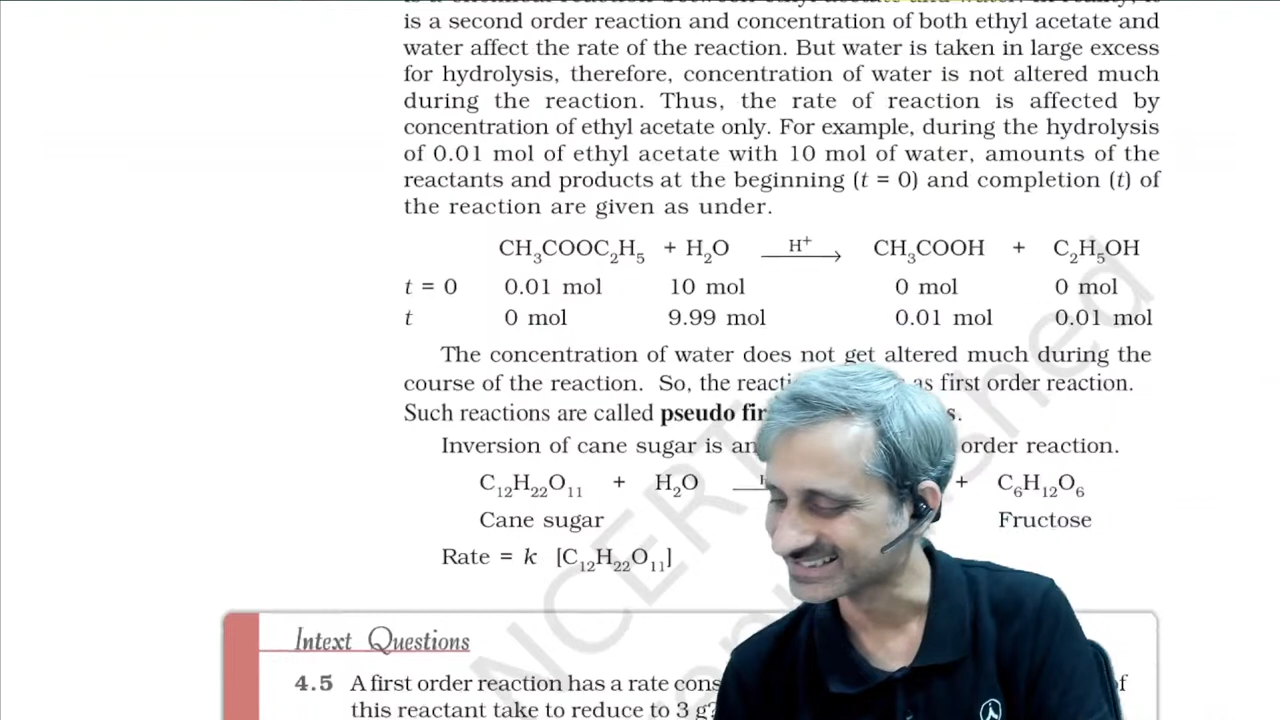 is a second order reaction and concentration of both ethyl acetate and
water affect the rate of the reaction. But water is taken in large excess
for hydrolysis, therefore, concentration of water is not altered much
during the reaction. Thus, the rate of reaction is affected by
concentration of ethyl acetate only. For example, during the hydrolysis
of 0.01 mol of ethyl acetate with 10 mol of water, amounts of the
reactants and products at the beginning (t = 0) and completion (t) of
the reaction are given as under.
CH₃COOC₂H₅ + H₂O H⁺ → CH₃COOH + C₂H₅OH
t = 0 0.01 mol 10 mol 0 mol 0 mol
t 0 mol 9.99 mol 0.01 mol 0.01 mol
The concentration of water does not get altered much during the
course of the reaction. So, the as first order reaction.
Such reactions are called pseudo
Inversion of cane sugar is order reaction.
C₁₂H₂₂O₁₁ + H₂O + C₆H₁₂O₆
Cane sugar Fructose
Rate = k [C₁₂H₂₂O₁₁]
Intext Questions
4.5 A first order reaction has a rate
this reactant take to reduce to 3 g?
NCERT